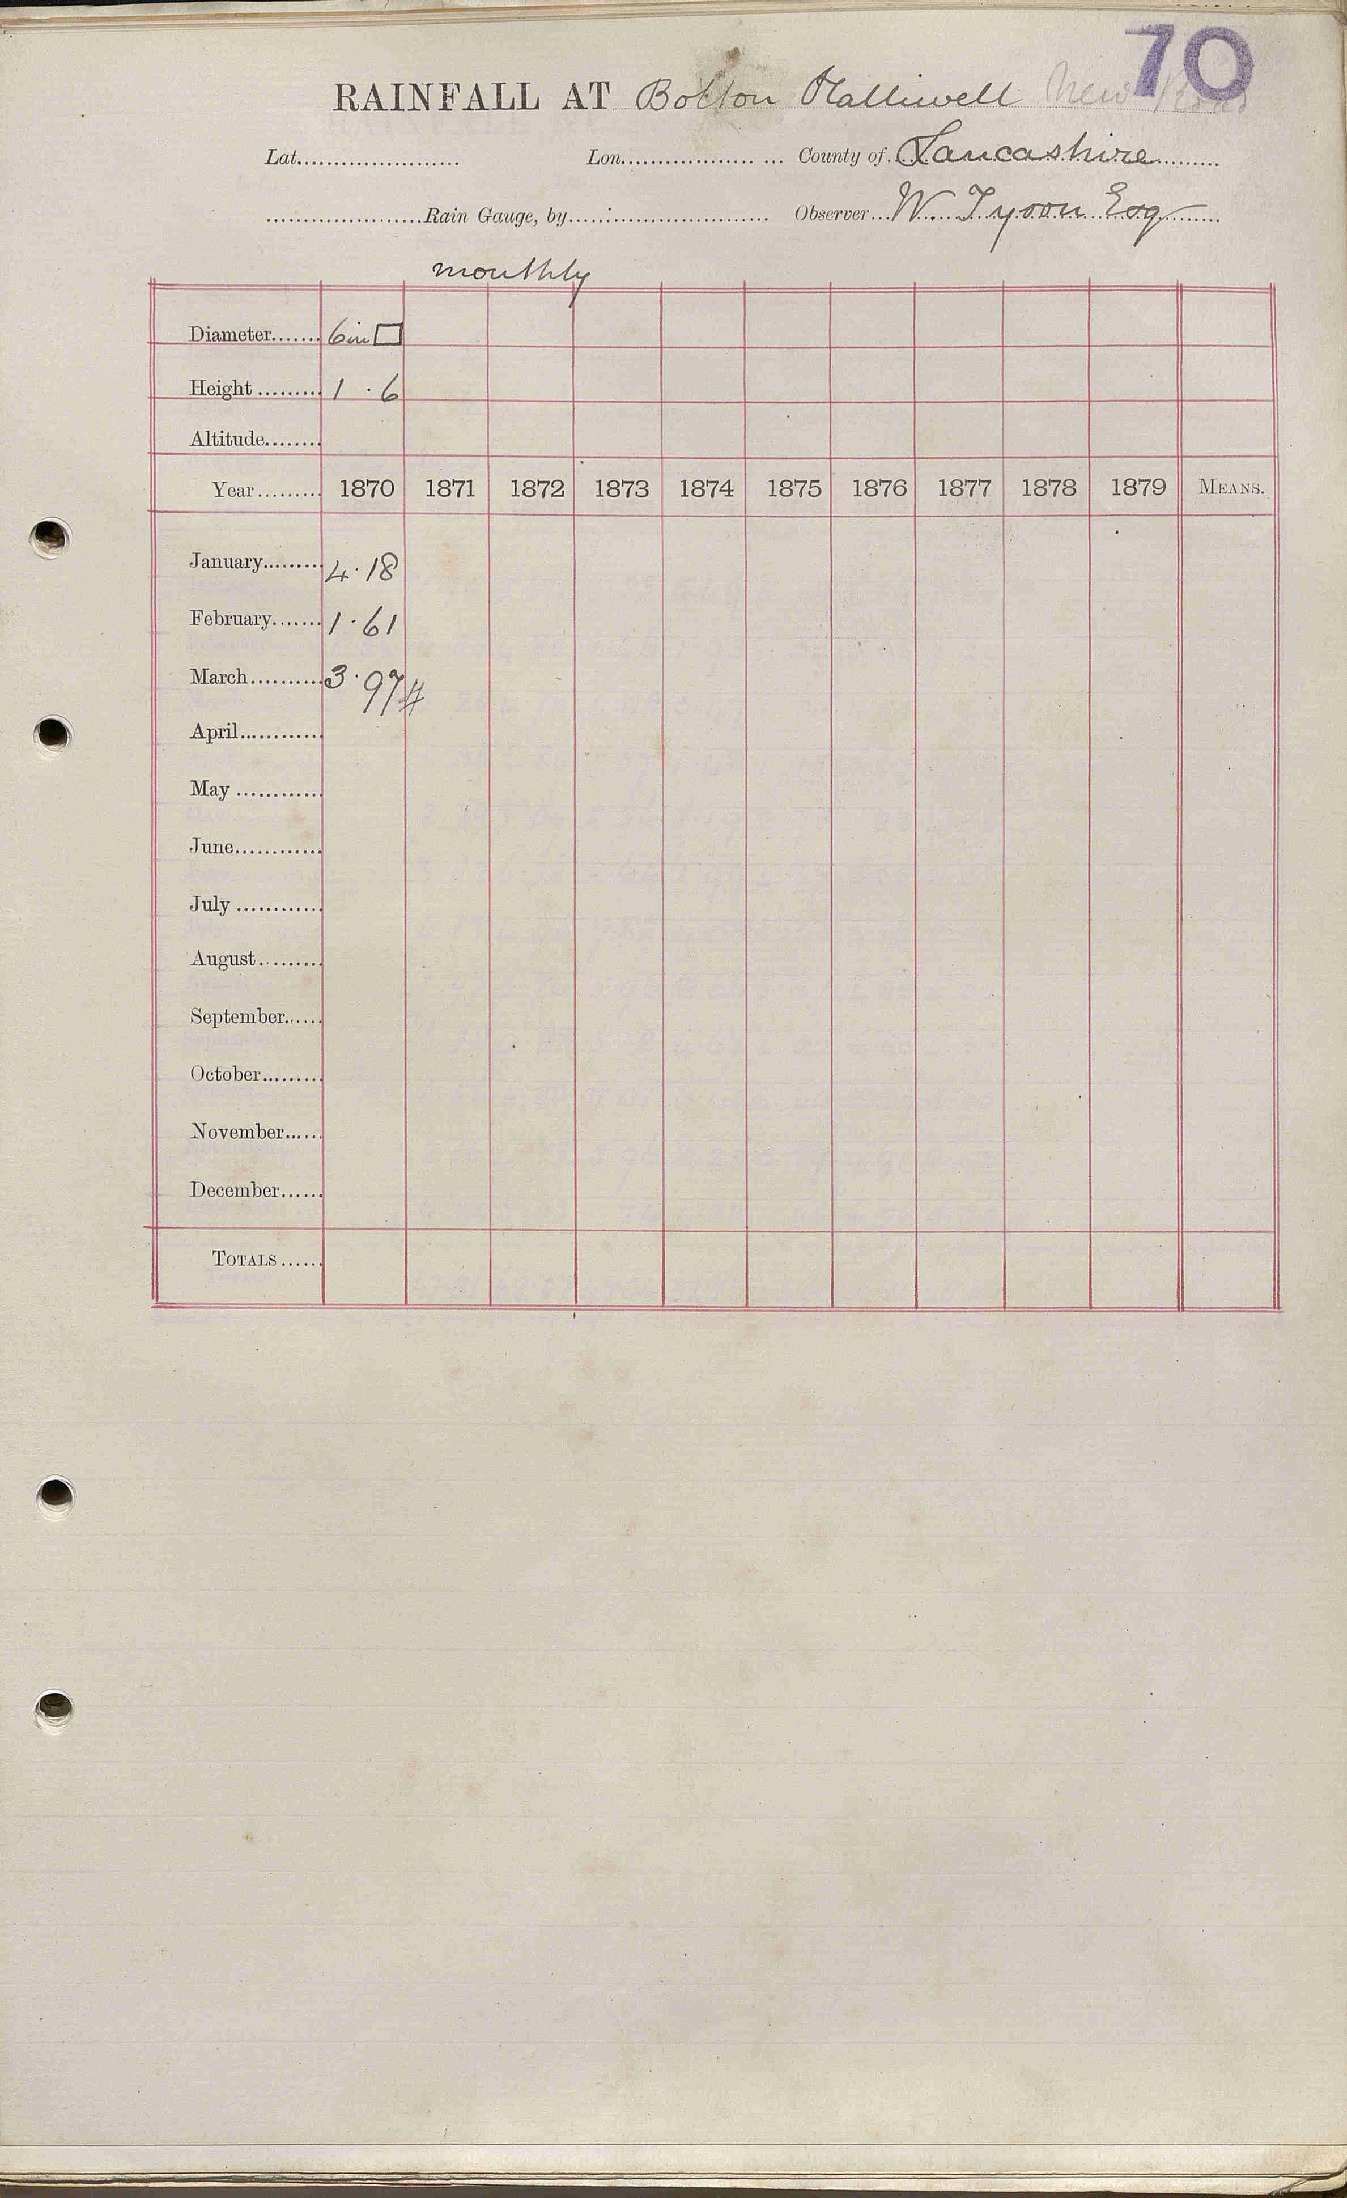 70
RAINFALL AT Bolton Halliwell New Road
Lat. Lon. County of Lancashire
Rain Gauge, by Observer W. Tyson Esq
monthly
Diameter 6in □
Height 1 · 6
Altitude
Year 1870 1871 1872 1873 1874 1875 1876 1877 1878 1879 MEANS.
January 4·18
February 1·61
March 3·97#
April
May
June
July
August
September
October
November
December
TOTALS